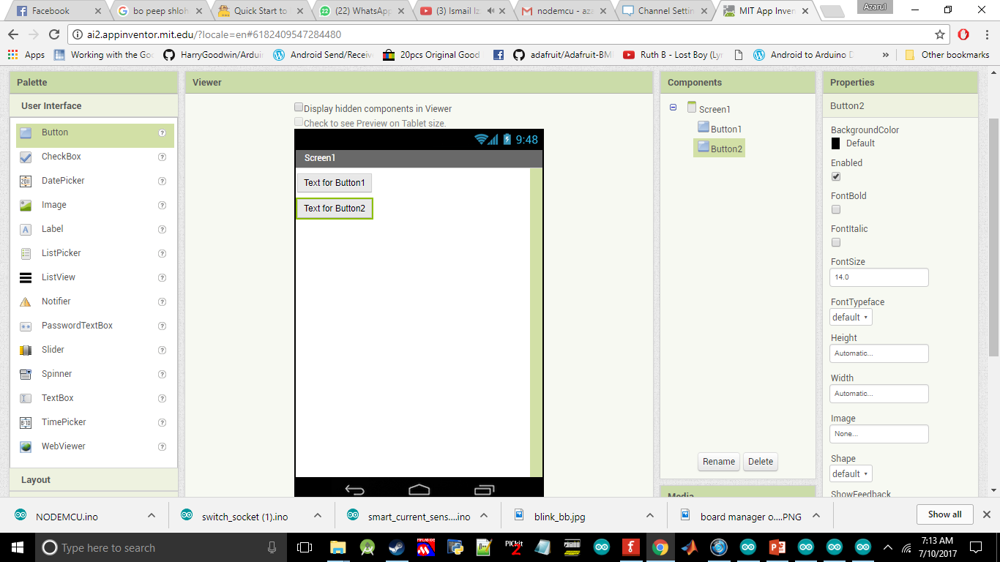 Azarul
Facebook
bo peep shloh
Quick Start to
(22) WhatsApp
(3) Ismail Iz
nodemcu - aza
Channel Settin
MIT App Inven
ai2.appinventor.mit.edu/?locale=en#6182409547284480
Apps
Working with the Go
HarryGoodwin/Ardui
Android Send/Receive
20pcs Original Good
adafruit/Adafruit-BM
Ruth B - Lost Boy (Lyr
Android to Arduino D
»
Other bookmarks
Palette
Viewer
Components
Properties
User Interface
Button
CheckBox
DatePicker
Image
Label
ListPicker
ListView
Notifier
PasswordTextBox
Slider
Spinner
TextBox
TimePicker
WebViewer
Layout
Display hidden components in Viewer
Check to see Preview on Tablet size.
9:48
Screen1
Text for Button1
Text for Button2
Screen1
Button1
Button2
Rename
Delete
Media
Button2
BackgroundColor
Default
Enabled
FontBold
FontItalic
FontSize
14.0
FontTypeface
default
Height
Automatic...
Width
Automatic...
Image
None...
Shape
default
ShowFeedback
NODEMCU.ino
switch_socket (1).ino
smart_current_sens....ino
blink_bb.jpg
board manager o....PNG
Show all
Type here to search
PICkit 2
7:13 AM
7/10/2017